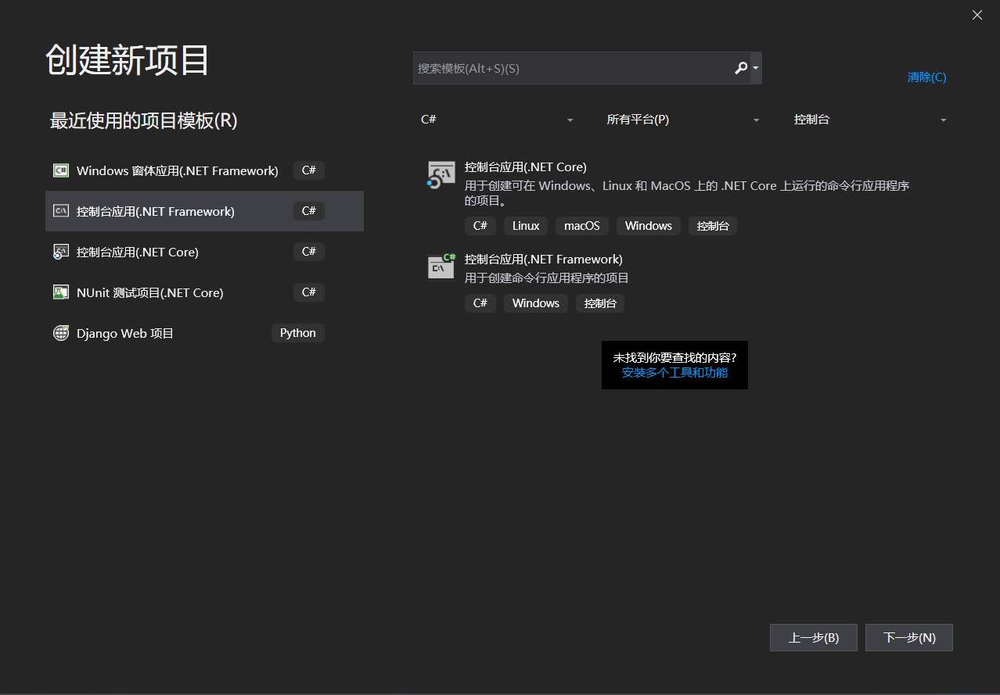 创建新项目
搜索模板(Alt+S)(S)
清除(C)
最近使用的项目模板(R)
C#
所有平台(P)
控制台
Windows 窗体应用(.NET Framework) C#
控制台应用(.NET Framework) C#
控制台应用(.NET Core) C#
NUnit 测试项目(.NET Core) C#
Django Web 项目 Python
控制台应用(.NET Core)
用于创建可在 Windows、Linux 和 MacOS 上的 .NET Core 上运行的命令行应用程序
的项目。
C# Linux macOS Windows 控制台
控制台应用(.NET Framework)
用于创建命令行应用程序的项目
C# Windows 控制台
未找到你要查找的内容?
安装多个工具和功能
上一步(B)
下一步(N)